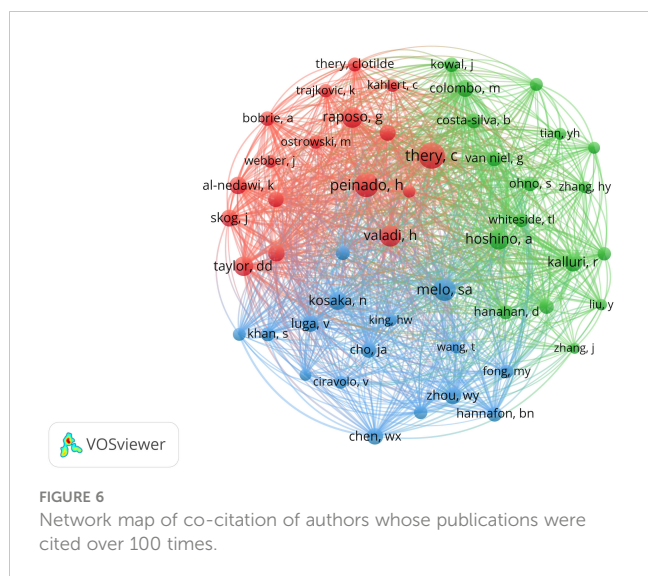 thery, clotilde
kowal, j
trajkovic, k
kahlert, c
colombo, m
bobrie, a
raposo, g
costa-silva, b
ostrowski, m
tian, yh
webber, j
thery, c
van niel, g
al-nedawi, k
peinado, h
ohno, s
zhang, hy
skog, j
whiteside, tl
valadi, h
hoshino, a
taylor, dd
kalluri, r
melo, sa
kosaka, n
hanahan, d
liu, y
khan, s
luga, v
king, hw
cho, ja
wang, t
zhang, j
ciravolo, v
fong, my
zhou, wy
hannafon, bn
chen, wx
VOSviewer
FIGURE 6
Network map of co-citation of authors whose publications were
cited over 100 times.